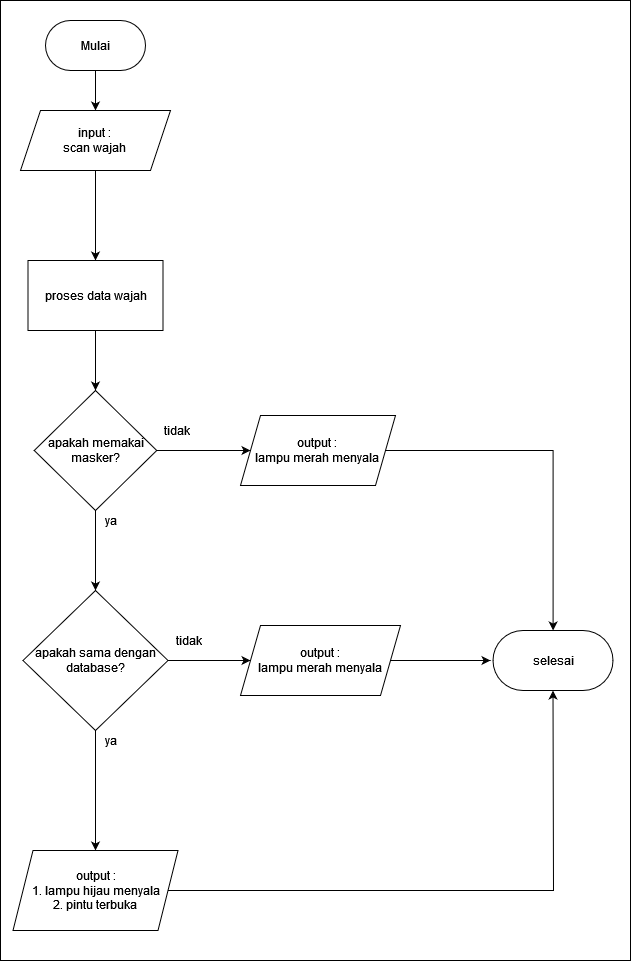 Mulai
input :
scan wajah
proses data wajah
apakah memakai
masker?
tidak
output :
lampu merah menyala
ya
apakah sama dengan
database?
tidak
output :
lampu merah menyala
selesai
ya
output :
1. lampu hijau menyala
2. pintu terbuka